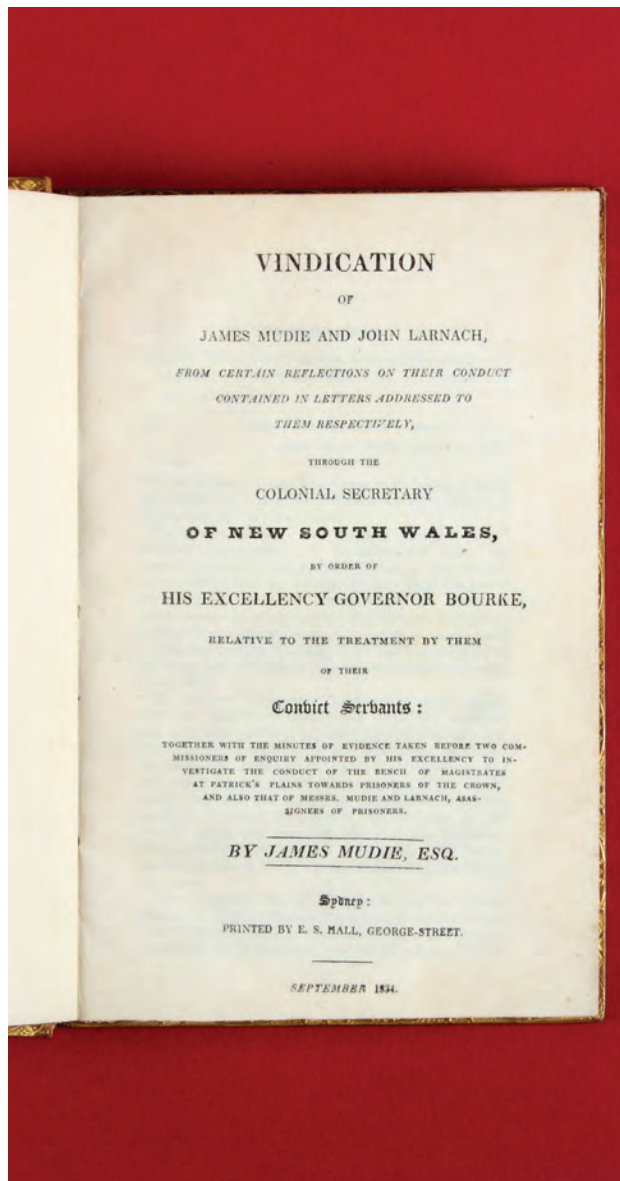 VINDICATION
OF
JAMES MUDIE AND JOHN LARNACH,
FROM CERTAIN REFLECTIONS ON THEIR CONDUCT
CONTAINED IN LETTERS ADDRESSED TO
THEM RESPECTIVELY,
THROUGH THE
COLONIAL SECRETARY
OF NEW SOUTH WALES,
BY ORDER OF
HIS EXCELLENCY GOVERNOR BOURKE,
RELATIVE TO THE TREATMENT BY THEM
OF THEIR
Convict Servants :
TOGETHER WITH THE MINUTES OF EVIDENCE TAKEN BEFORE TWO COM-
MISSIONERS OF ENQUIRY APPOINTED BY HIS EXCELLENCY TO IN-
VESTIGATE THE CONDUCT OF THE BENCH OF MAGISTRATES
AT PATRICK'S PLAINS TOWARDS PRISONERS OF THE CROWN,
AND ALSO THAT OF MESSRS. MUDIE AND LARNACH, ASAS-
SIGNEES OF PRISONERS.
BY JAMES MUDIE, ESQ.
Sydney :
PRINTED BY E. S. HALL, GEORGE-STREET.
SEPTEMBER 1834.